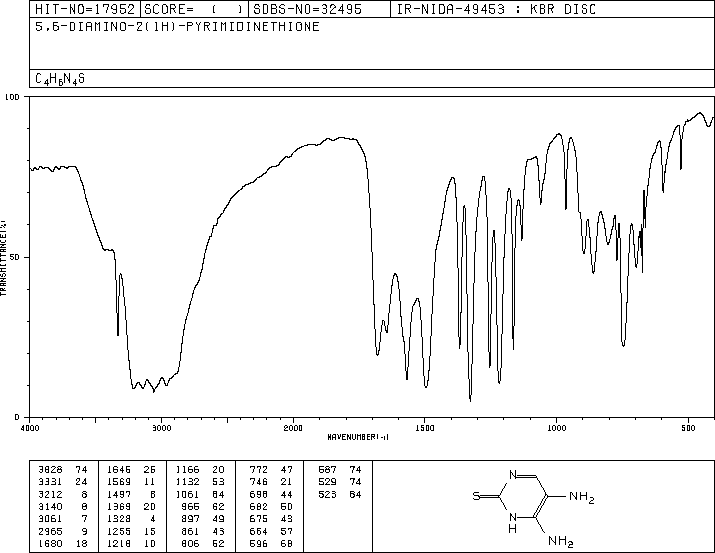 HIT-NO=17952 SCORE= ( ) SDBS-NO=32495 IR-NIDA-49453 : KBR DISC
5,6-DIAMINO-2(1H)-PYRIMIDINETHIONE
C4H6N4S
100
50
0
TRANSMITTANCE(%)
4000 3000 2000 1500 1000 500
WAVENUMBER(-1)
3828 74 1646 26 1166 20 772 47 587 74
3331 24 1569 11 1132 53 746 21 529 74
3212 8 1497 8 1061 64 698 44 523 84
3140 8 1369 20 965 62 682 50
3061 7 1328 4 897 49 675 43
2965 9 1255 15 861 43 664 57
1680 18 1218 10 806 52 596 68
N
S
NH2
N
H
NH2